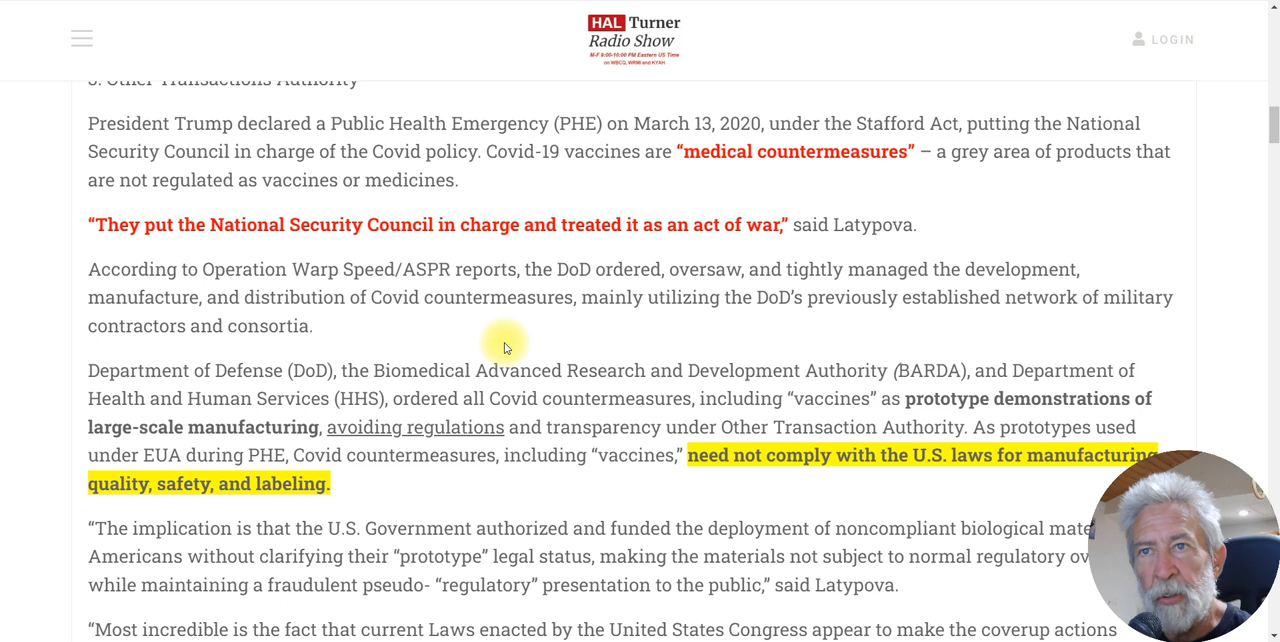 HAL Turner
Radio Show
M-F 9:00-10:00 PM Eastern US Time
on WBCQ, WRMI and KYAH
LOGIN
3. Other Transactions Authority
President Trump declared a Public Health Emergency (PHE) on March 13, 2020, under the Stafford Act, putting the National
Security Council in charge of the Covid policy. Covid-19 vaccines are “medical countermeasures” – a grey area of products that
are not regulated as vaccines or medicines.
“They put the National Security Council in charge and treated it as an act of war,” said Latypova.
According to Operation Warp Speed/ASPR reports, the DoD ordered, oversaw, and tightly managed the development,
manufacture, and distribution of Covid countermeasures, mainly utilizing the DoD’s previously established network of military
contractors and consortia.
Department of Defense (DoD), the Biomedical Advanced Research and Development Authority (BARDA), and Department of
Health and Human Services (HHS), ordered all Covid countermeasures, including “vaccines” as prototype demonstrations of
large-scale manufacturing, avoiding regulations and transparency under Other Transaction Authority. As prototypes used
under EUA during PHE, Covid countermeasures, including “vaccines,” need not comply with the U.S. laws for manufacturing
quality, safety, and labeling.
“The implication is that the U.S. Government authorized and funded the deployment of noncompliant biological
Americans without clarifying their “prototype” legal status, making the materials not subject to normal regulatory
while maintaining a fraudulent pseudo- “regulatory” presentation to the public,” said Latypova.
“Most incredible is the fact that current Laws enacted by the United States Congress appear to make the coverup actions